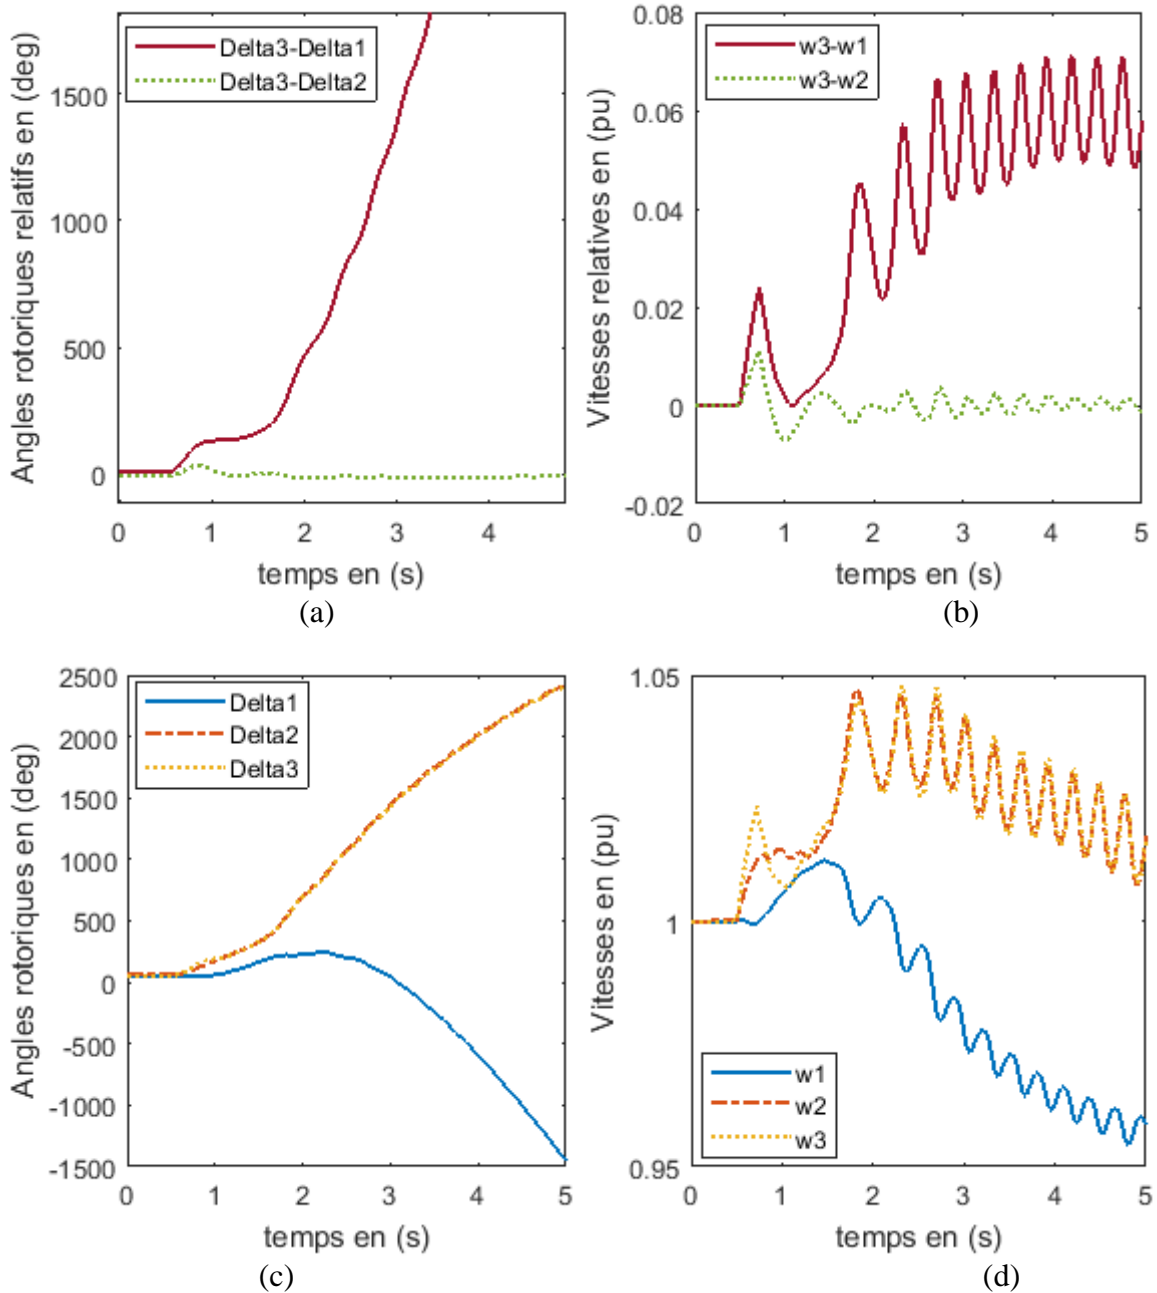 Angles rotoriques relatifs en (deg)
1500
1000
500
0
Delta3-Delta1
Delta3-Delta2
0 1 2 3 4
temps en (s)
(a)
Vitesses relatives en (pu)
0.08
0.06
0.04
0.02
0
-0.02
w3-w1
w3-w2
0 1 2 3 4 5
temps en (s)
(b)
Angles rotoriques en (deg)
2500
2000
1500
1000
500
0
-500
-1000
-1500
Delta1
Delta2
Delta3
0 1 2 3 4 5
temps en (s)
(c)
Vitesses en (pu)
1.05
1
0.95
w1
w2
w3
0 1 2 3 4 5
temps en (s)
(d)